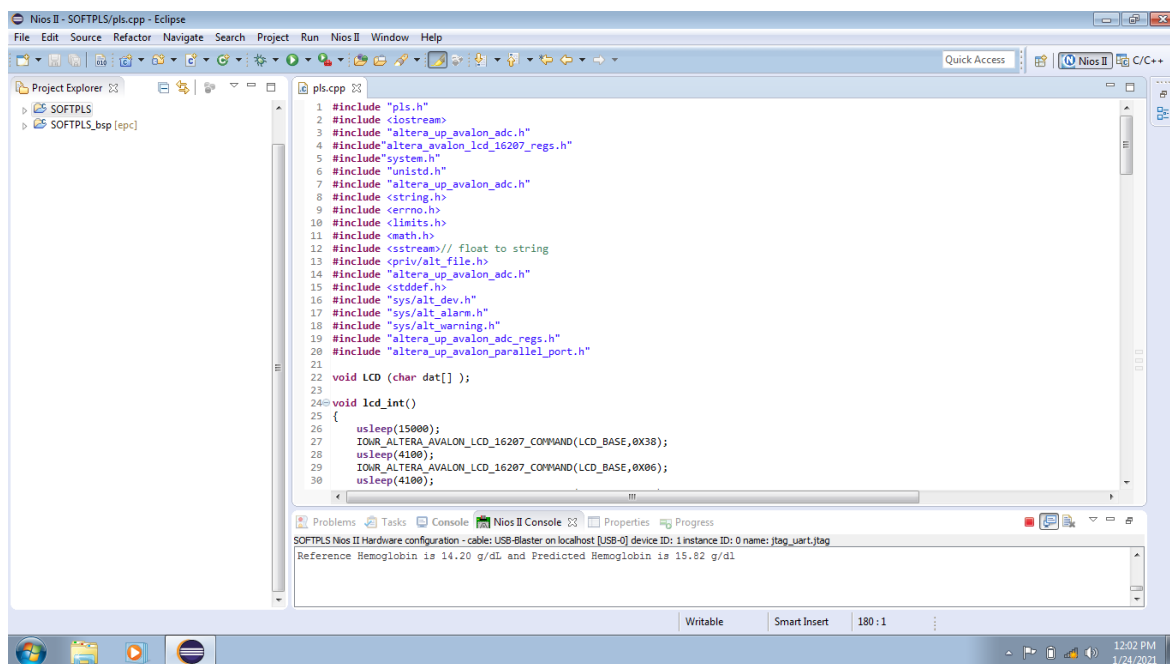 Nios II - SOFTPLS/pls.cpp - Eclipse
File Edit Source Refactor Navigate Search Project Run Nios II Window Help
Quick Access
Nios II
C/C++
Project Explorer
SOFTPLS
SOFTPLS_bsp [epc]
pls.cpp
1 #include "pls.h"
2 #include <iostream>
3 #include "altera_up_avalon_adc.h"
4 #include"altera_avalon_lcd_16207_regs.h"
5 #include"system.h"
6 #include "unistd.h"
7 #include "altera_up_avalon_adc.h"
8 #include <string.h>
9 #include <errno.h>
10 #include <limits.h>
11 #include <math.h>
12 #include <sstream>// float to string
13 #include <priv/alt_file.h>
14 #include "altera_up_avalon_adc.h"
15 #include <stddef.h>
16 #include "sys/alt_dev.h"
17 #include "sys/alt_alarm.h"
18 #include "sys/alt_warning.h"
19 #include "altera_up_avalon_adc_regs.h"
20 #include "altera_up_avalon_parallel_port.h"
21
22 void LCD (char dat[] );
23
24 void lcd_int()
25 {
26 usleep(15000);
27 IOWR_ALTERA_AVALON_LCD_16207_COMMAND(LCD_BASE,0X38);
28 usleep(4100);
29 IOWR_ALTERA_AVALON_LCD_16207_COMMAND(LCD_BASE,0X06);
30 usleep(4100);
Problems Tasks Console Nios II Console Properties Progress
SOFTPLS Nios II Hardware configuration - cable: USB-Blaster on localhost [USB-0] device ID: 1 instance ID: 0 name: jtag_uart.jtag
Reference Hemoglobin is 14.20 g/dL and Predicted Hemoglobin is 15.82 g/dl
Writable Smart Insert 180 : 1
12:02 PM
1/24/2021